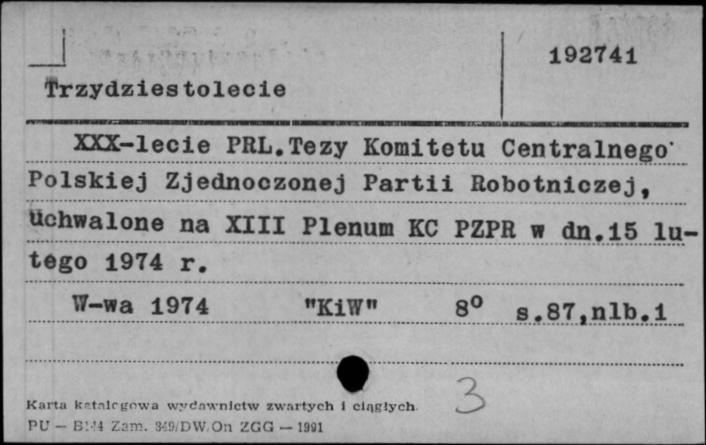 192741
Trzydziestolecie
XXX-lecie PRL.Tezy Komitetu Centralnego
Polskiej Zjednoczonej Partii Robotniczej,
uchwalone na XIII Plenum KC PZPR w dn.15 lu-
tego 1974 r.
W-wa 1974 "KiW" 8° s.87,nlb.1
3
Karta katalogowa wydawnictw zwartych i ciągłych.
PU — B144 Zam. 349/DW/On ZGG — 1991